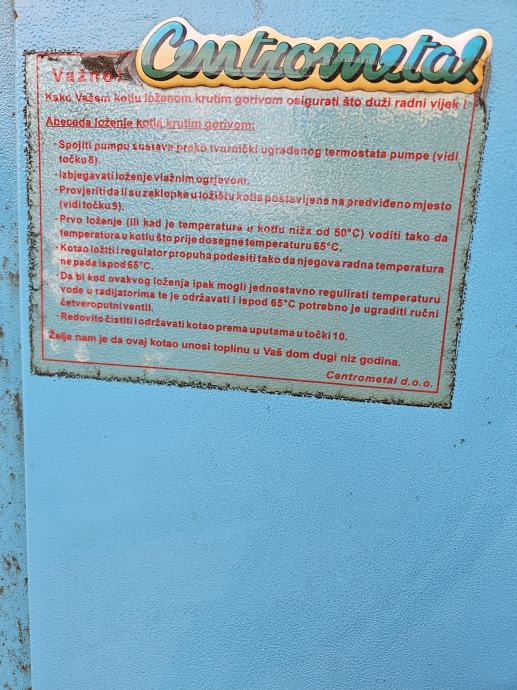 Centrometal
Važno!
Kako Vašem kotlu loženom krutim gorivom osigurati što duži radni vijek !
Abeceda loženje kotla krutim gorivom:
-Spojiti pumpu sustava preko tvornički ugrađenog termostata pumpe (vidi
točku 8).
-Izbjegavati loženje vlažnim ogrjevom.
-Provjeriti da li su zaklopke u ložištu kotla postavljene na predviđeno mjesto
(vidi točku 9).
-Prvo loženje (ili kad je temperatura u kotlu niža od 50°C) voditi tako da
temperatura u kotlu što prije dosegne temperaturu 65°C.
-Kotao ložiti i regulator propuha podesiti tako da njegova radna temperatura
ne pada ispod 65°C.
-Da bi kod ovakvog loženja ipak mogli jednostavno regulirati temperaturu
vode u radijatorima te je održavati i ispod 65°C potrebno je ugraditi ručni
četveroputni ventil.
-Redovito čistiti i održavati kotao prema uputama u točki 10.
Želja nam je da ovaj kotao unosi toplinu u Vaš dom dugi niz godina.
Centrometal d.o.o.